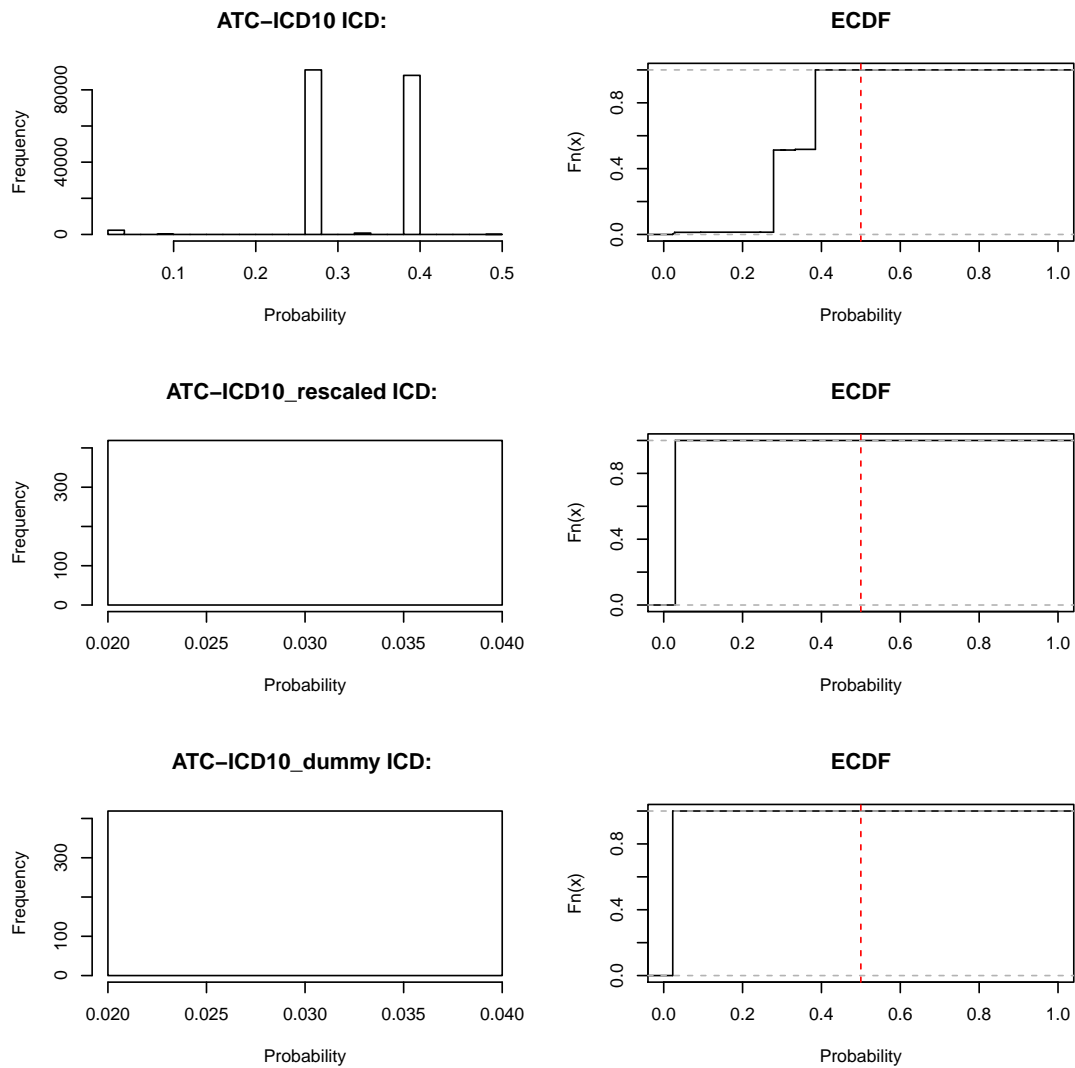 ATC−ICD10 ICD:
Frequency
0 40000 80000
0.1 0.2 0.3 0.4 0.5
Probability
ECDF
Fn(x)
0.0 0.4 0.8
0.0 0.2 0.4 0.6 0.8 1.0
Probability
ATC−ICD10_rescaled ICD:
Frequency
0 100 300
0.020 0.025 0.030 0.035 0.040
Probability
ECDF
Fn(x)
0.0 0.4 0.8
0.0 0.2 0.4 0.6 0.8 1.0
Probability
ATC−ICD10_dummy ICD:
Frequency
0 100 300
0.020 0.025 0.030 0.035 0.040
Probability
ECDF
Fn(x)
0.0 0.4 0.8
0.0 0.2 0.4 0.6 0.8 1.0
Probability